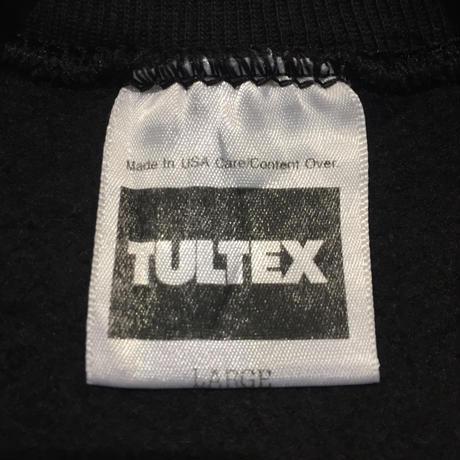 Made In USA Care/Content Over.
TULTEX
LARGE